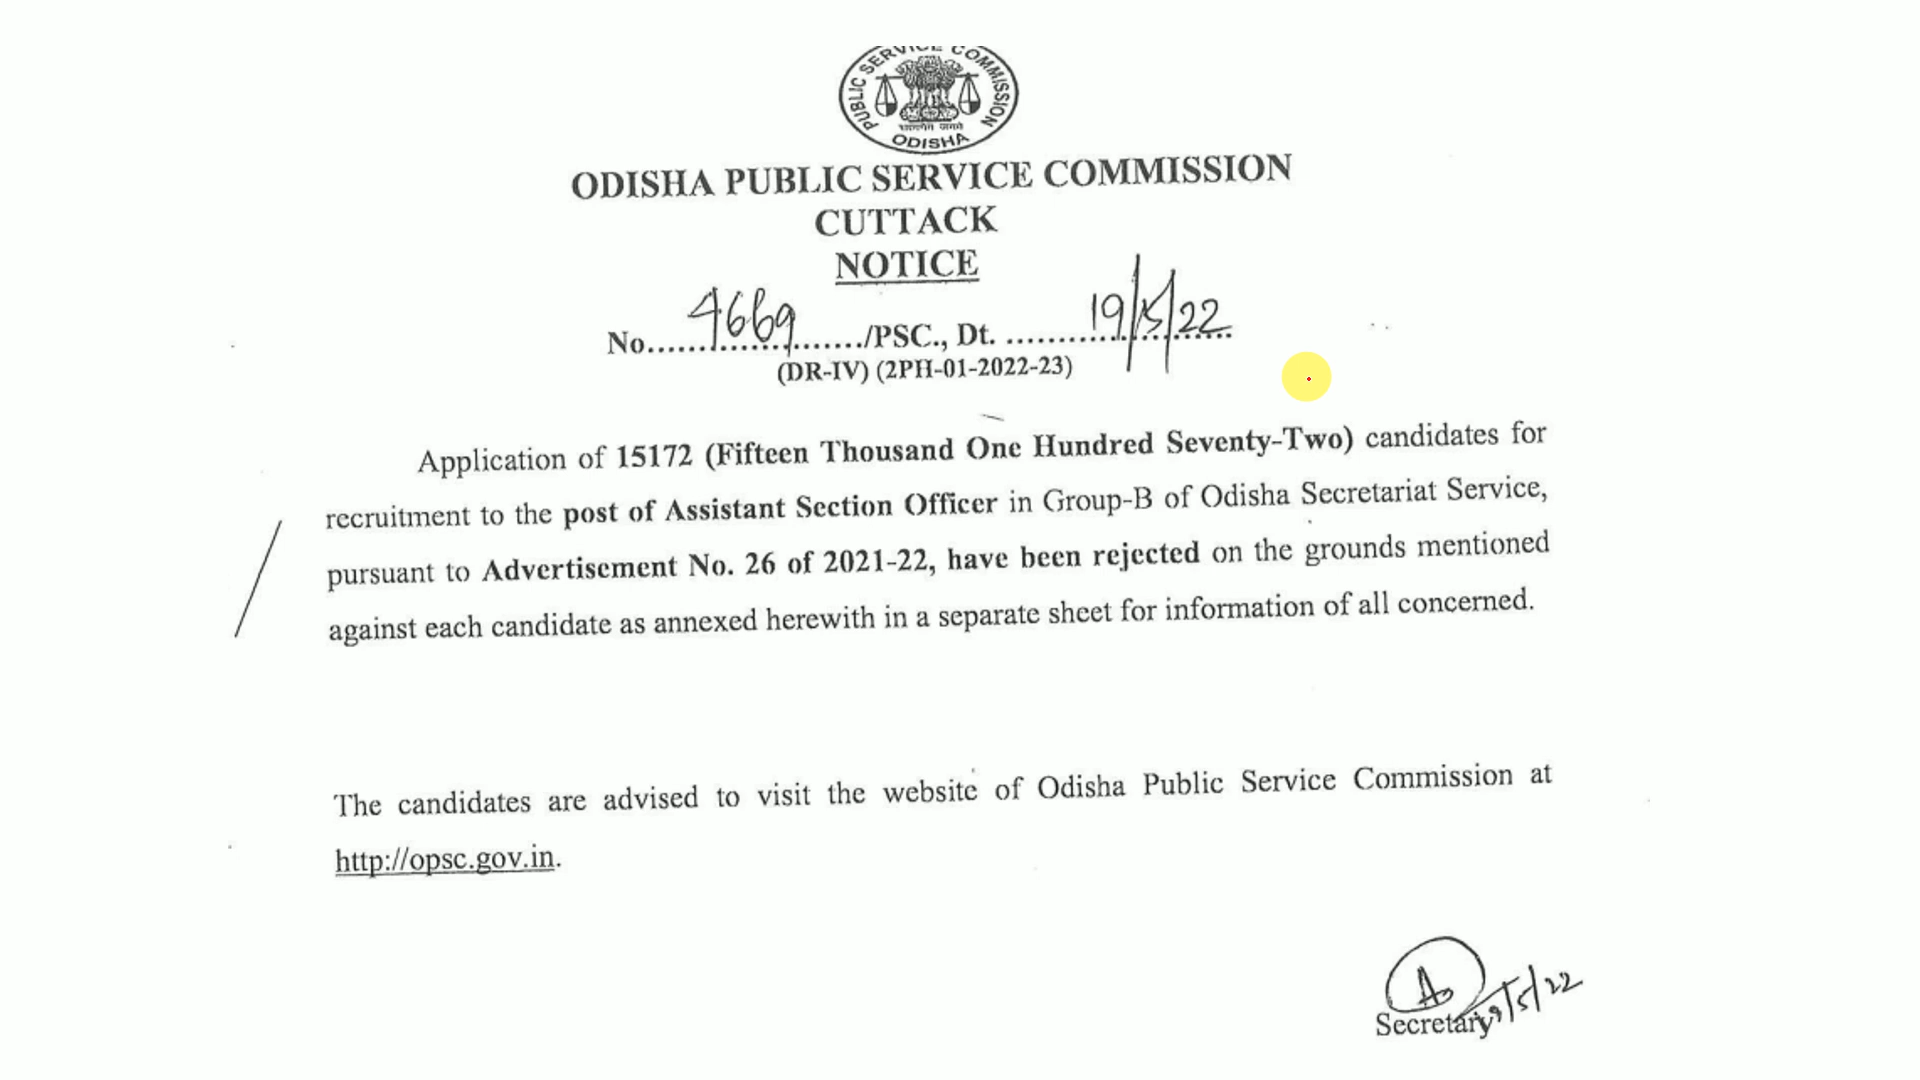 PUBLIC SERVICE COMMISSION
ODISHA
ODISHA PUBLIC SERVICE COMMISSION
CUTTACK
NOTICE
No......4669......./PSC., Dt. ...........19/5/22
(DR-IV) (2PH-01-2022-23)
Application of 15172 (Fifteen Thousand One Hundred Seventy-Two) candidates for
recruitment to the post of Assistant Section Officer in Group-B of Odisha Secretariat Service,
pursuant to Advertisement No. 26 of 2021-22, have been rejected on the grounds mentioned
against each candidate as annexed herewith in a separate sheet for information of all concerned.
The candidates are advised to visit the website of Odisha Public Service Commission at
http://opsc.gov.in.
19/5/22
Secretary